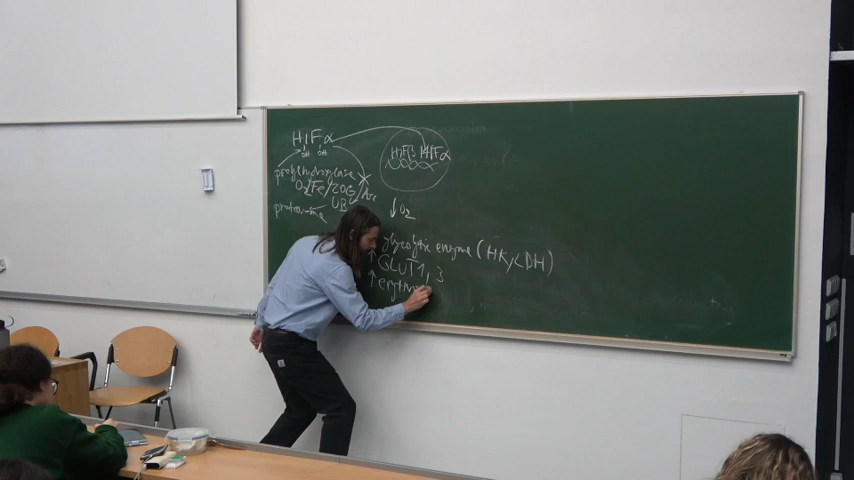 HIFα
OH OH
HIFβ HIFα
prolylhydroxylase
O2/Fe/2OG/Asc
UB
proteasome
↓O2
↑ glycolytic enzyme (HK, LDH)
↑ GLUT1, 3
↑ erythro